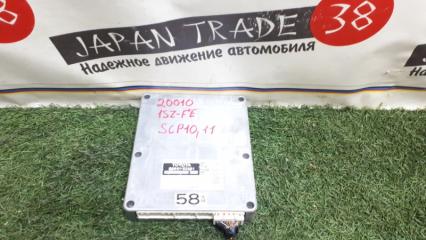 JAPAN TRADE 38
Надежное движение автомобиля
38
20010
1SZ-FE
SCP10,11
TOYOTA
58